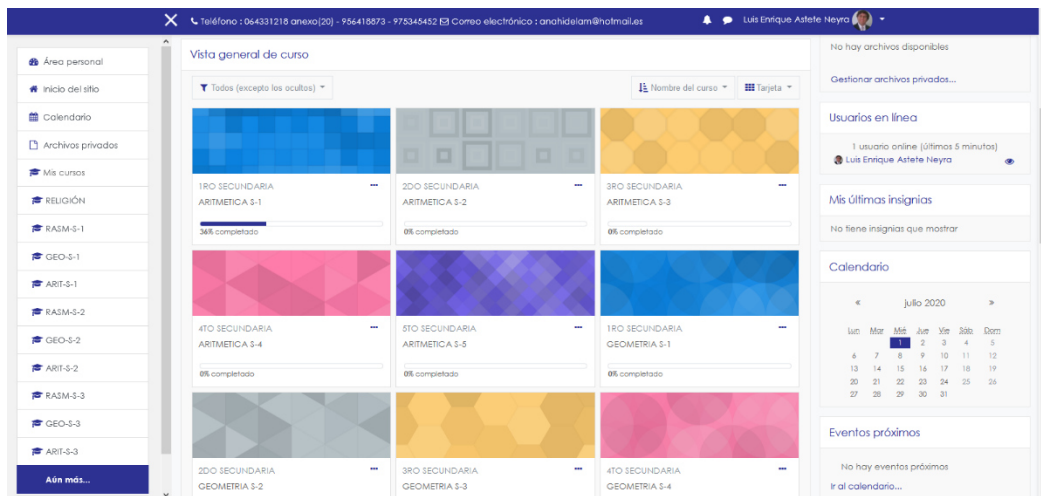 Teléfono : 064331218 anexo(20) - 956418873 - 975345452 Correo electrónico : anahidelam@hotmail.es
Luis Enrique Astete Neyra
Área personal
Inicio del sitio
Calendario
Archivos privados
Mis cursos
RELIGIÓN
RASM-S-1
GEO-S-1
ARIT-S-1
RASM-S-2
GEO-S-2
ARIT-S-2
RASM-S-3
GEO-S-3
ARIT-S-3
Aún más...
Vista general de curso
Todos (excepto los ocultos)
Nombre del curso
Tarjeta
1RO SECUNDARIA
ARITMETICA S-1
36% completado
2DO SECUNDARIA
ARITMETICA S-2
0% completado
3RO SECUNDARIA
ARITMETICA S-3
0% completado
4TO SECUNDARIA
ARITMETICA S-4
0% completado
5TO SECUNDARIA
ARITMETICA S-5
0% completado
1RO SECUNDARIA
GEOMETRIA S-1
0% completado
2DO SECUNDARIA
GEOMETRIA S-2
3RO SECUNDARIA
GEOMETRIA S-3
4TO SECUNDARIA
GEOMETRIA S-4
No hay archivos disponibles
Gestionar archivos privados...
Usuarios en línea
1 usuario online (últimos 5 minutos)
Luis Enrique Astete Neyra
Mis últimas insignias
No tiene insignias que mostrar
Calendario
« julio 2020 »
Lun Mar Mié Jue Vie Sáb Dom
1 2 3 4 5
6 7 8 9 10 11 12
13 14 15 16 17 18 19
20 21 22 23 24 25 26
27 28 29 30 31
Eventos próximos
No hay eventos próximos
Ir al calendario...